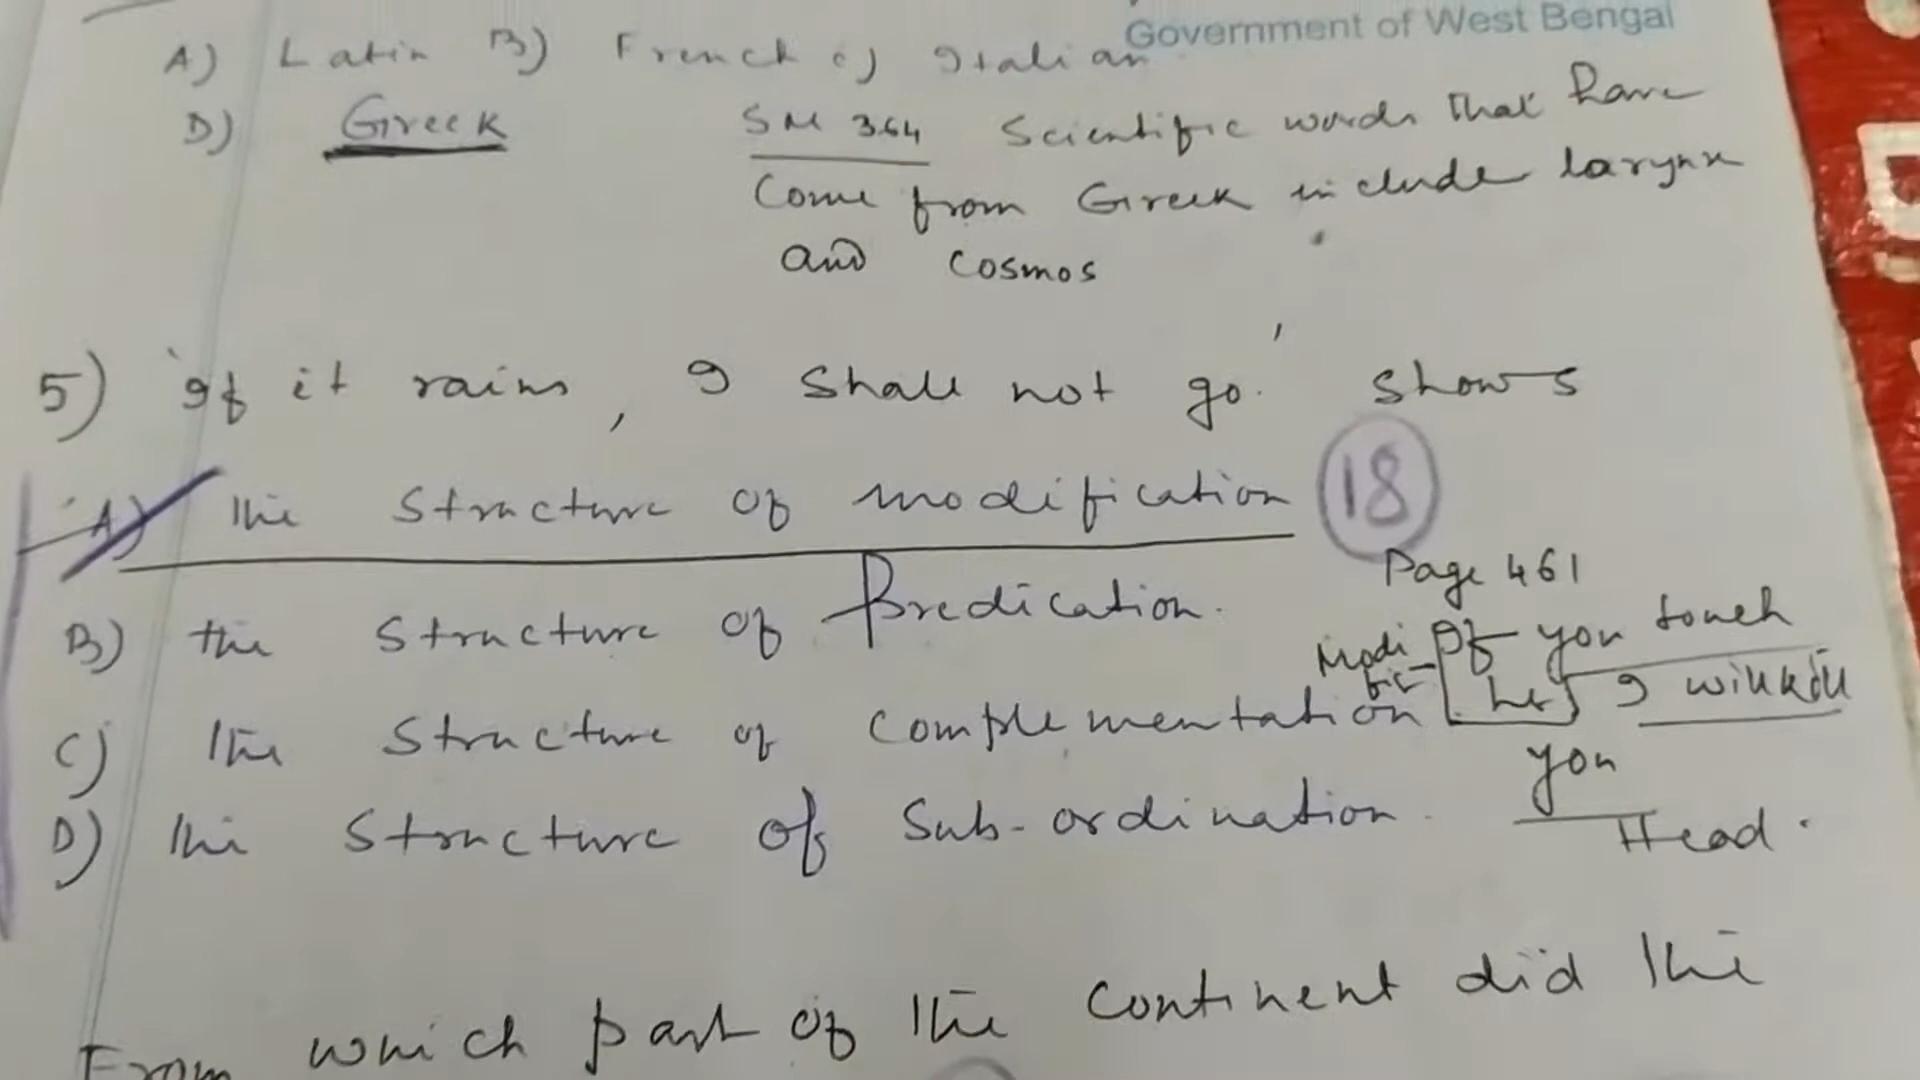 Government of West Bengal
A) Latin B) French c) Italian
D) Greek
SM 364 Scientific words that have
Come from Greek include larynx
and cosmos
5) 'If it rains, I shall not go.' shows
A) the structure of modification 18
B) the structure of predication.
C) the structure of complementation
D) the structure of sub-ordination.
Page 461
Modi
If you touch
her I will kill
you
Head.
From which part of the continent did the